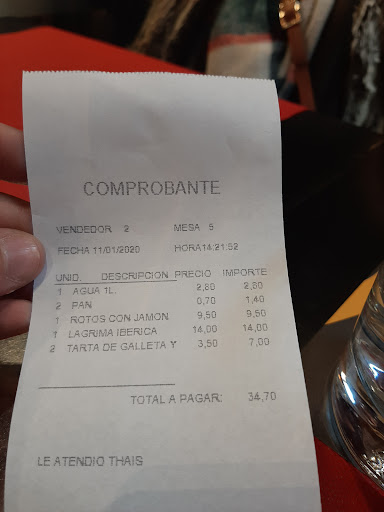 COMPROBANTE
VENDEDOR 2 MESA 5
FECHA 11/01/2020 HORA14:21:52
UNID. DESCRIPCION PRECIO IMPORTE
1 AGUA 1L. 2,80 2,80
2 PAN 0,70 1,40
1 ROTOS CON JAMON 9,50 9,50
1 LAGRIMA IBERICA 14,00 14,00
2 TARTA DE GALLETA Y 3,50 7,00
TOTAL A PAGAR: 34,70
LE ATENDIO THAIS